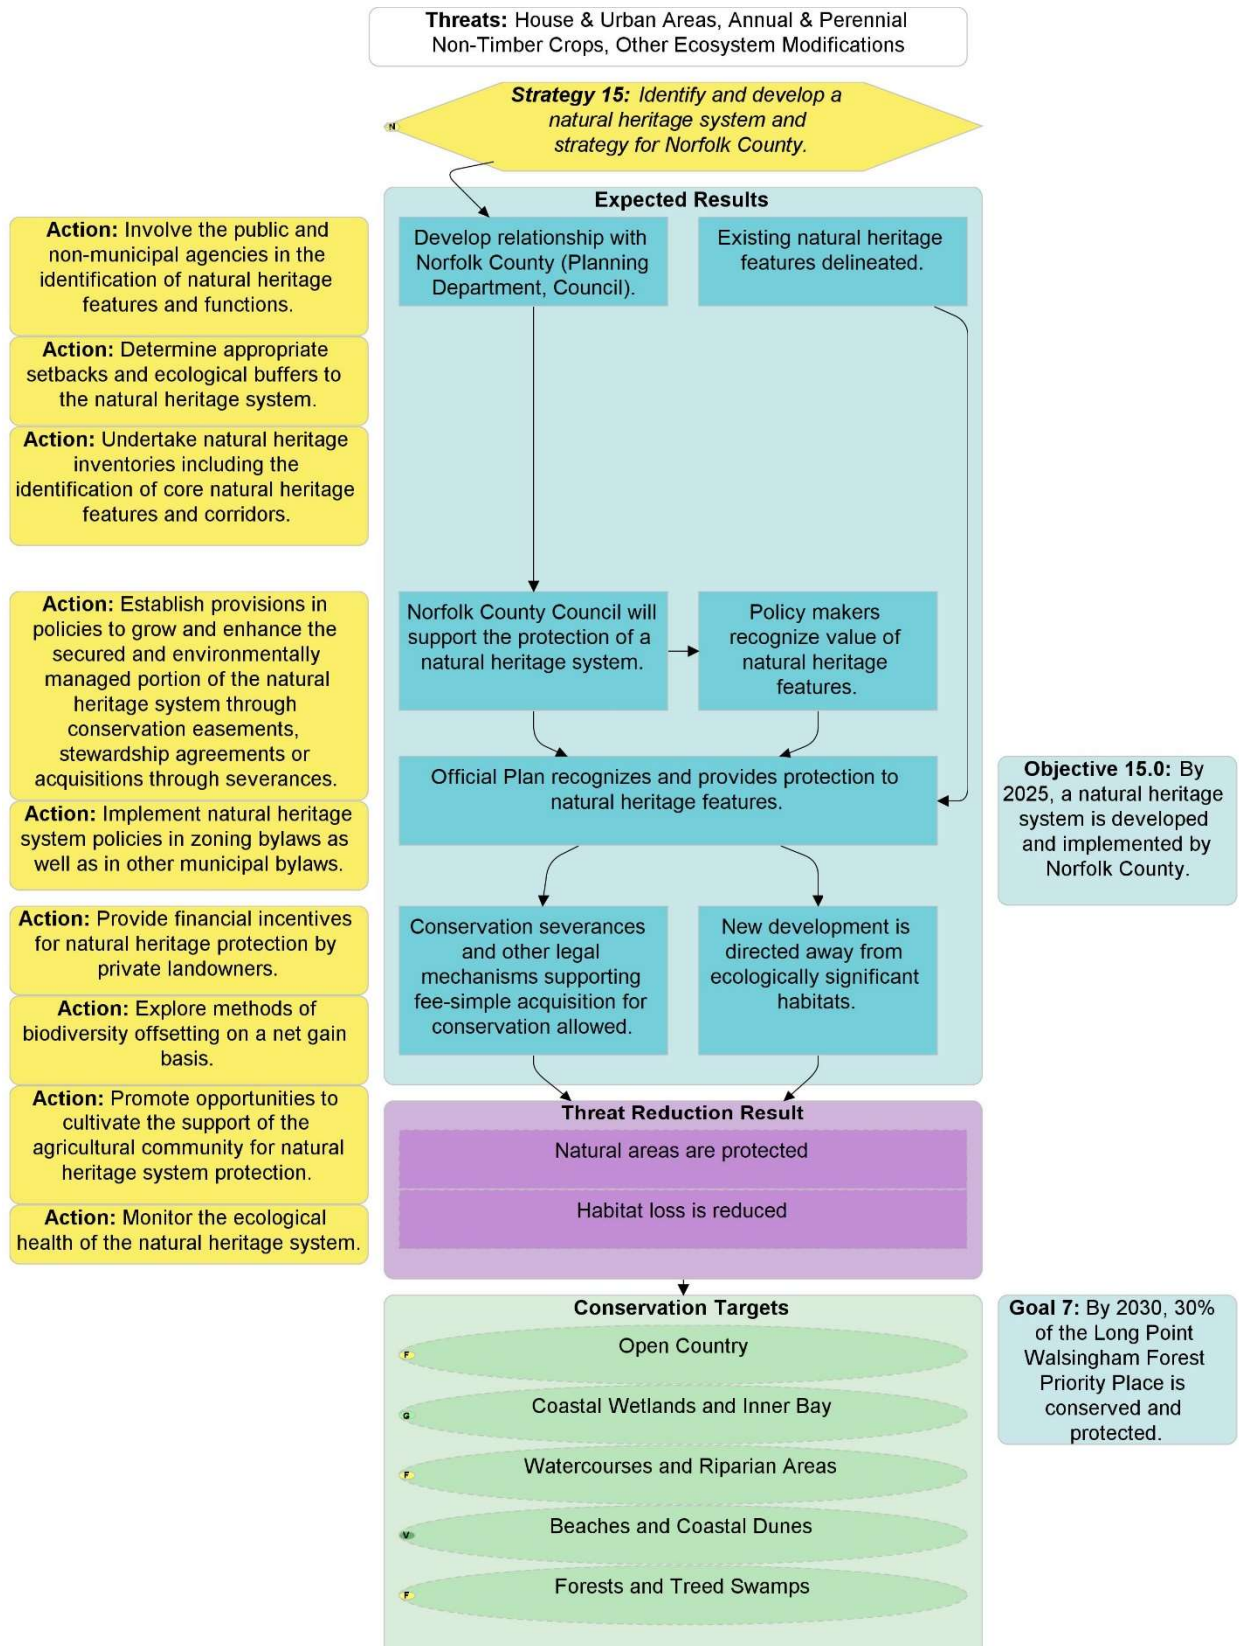 Threats: House & Urban Areas, Annual & Perennial
Non-Timber Crops, Other Ecosystem Modifications
Strategy 15: Identify and develop a
natural heritage system and
strategy for Norfolk County.
N
Expected Results
Develop relationship with
Norfolk County (Planning
Department, Council).
Existing natural heritage
features delineated.
Action: Involve the public and
non-municipal agencies in the
identification of natural heritage
features and functions.
Action: Determine appropriate
setbacks and ecological buffers to
the natural heritage system.
Action: Undertake natural heritage
inventories including the
identification of core natural heritage
features and corridors.
Action: Establish provisions in
policies to grow and enhance the
secured and environmentally
managed portion of the natural
heritage system through
conservation easements,
stewardship agreements or
acquisitions through severances.
Norfolk County Council will
support the protection of a
natural heritage system.
Policy makers
recognize value of
natural heritage
features.
Official Plan recognizes and provides protection to
natural heritage features.
Objective 15.0: By
2025, a natural heritage
system is developed
and implemented by
Norfolk County.
Action: Implement natural heritage
system policies in zoning bylaws as
well as in other municipal bylaws.
Action: Provide financial incentives
for natural heritage protection by
private landowners.
Conservation severances
and other legal
mechanisms supporting
fee-simple acquisition for
conservation allowed.
New development is
directed away from
ecologically significant
habitats.
Action: Explore methods of
biodiversity offsetting on a net gain
basis.
Action: Promote opportunities to
cultivate the support of the
agricultural community for natural
heritage system protection.
Action: Monitor the ecological
health of the natural heritage system.
Threat Reduction Result
Natural areas are protected
Habitat loss is reduced
Conservation Targets
Open Country
F
Coastal Wetlands and Inner Bay
G
Watercourses and Riparian Areas
F
Beaches and Coastal Dunes
V
Forests and Treed Swamps
F
Goal 7: By 2030, 30%
of the Long Point
Walsingham Forest
Priority Place is
conserved and
protected.